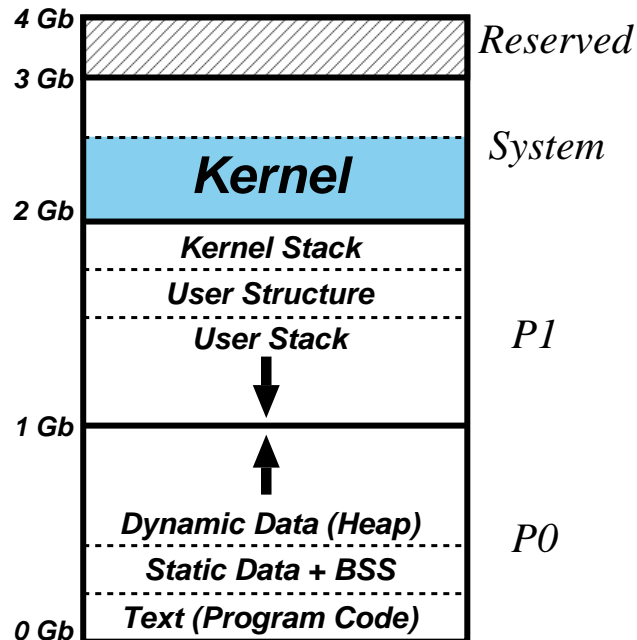 4 Gb
Reserved
3 Gb
System
Kernel
2 Gb
Kernel Stack
User Structure
User Stack
P1
1 Gb
Dynamic Data (Heap)
P0
Static Data + BSS
Text (Program Code)
0 Gb